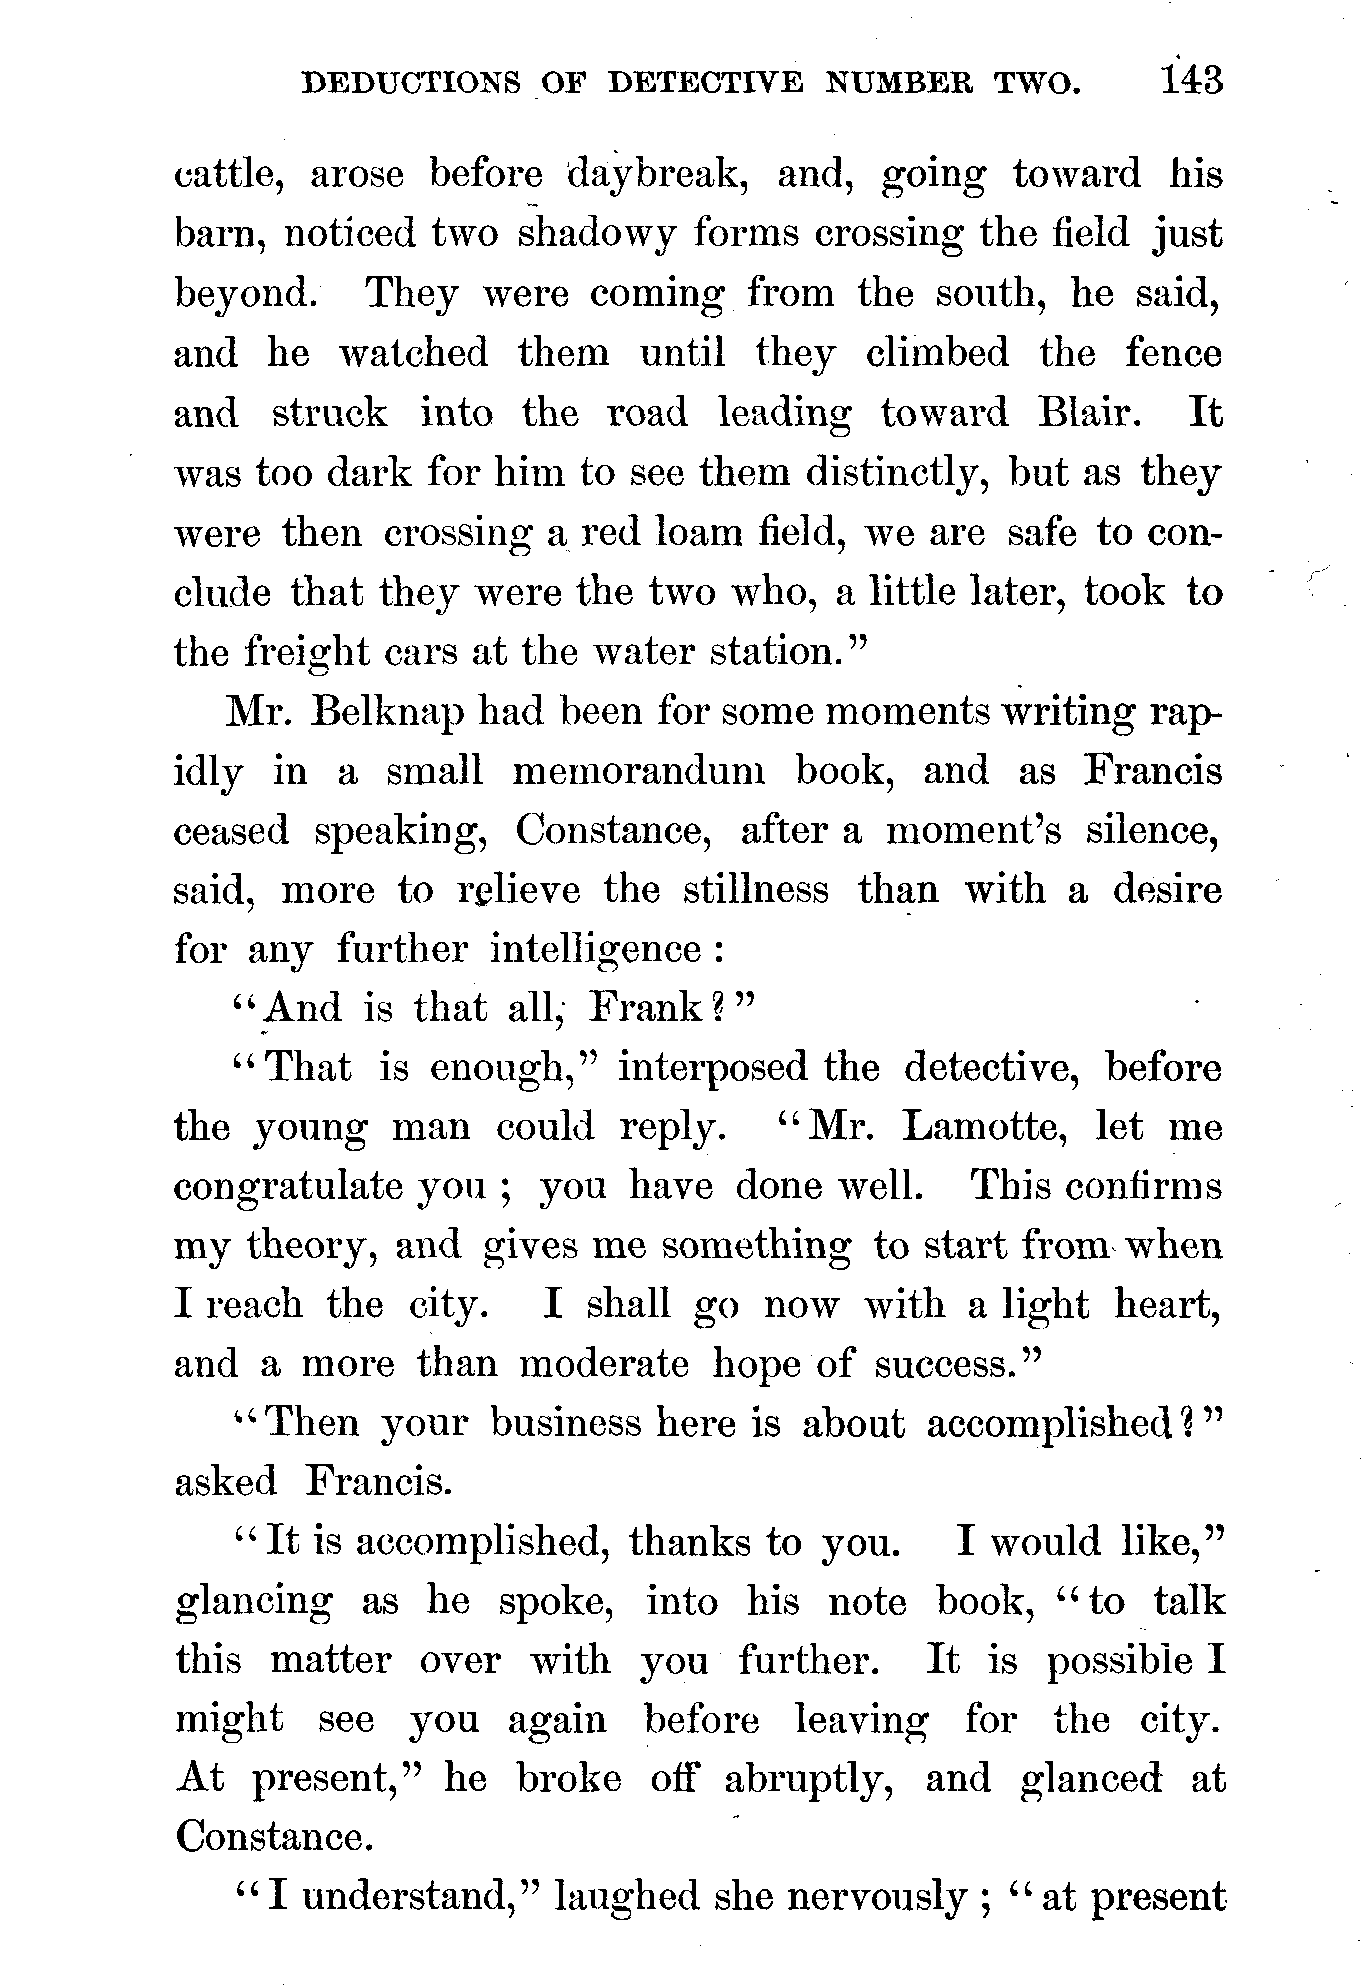 DEDUCTIONS OF DETECTIVE NUMBER TWO. 143
cattle, arose before daybreak, and, going toward his
barn, noticed two shadowy forms crossing the field just
beyond. They were coming from the south, he said,
and he watched them until they climbed the fence
and struck into the road leading toward Blair. It
was too dark for him to see them distinctly, but as they
were then crossing a red loam field, we are safe to con-
clude that they were the two who, a little later, took to
the freight cars at the water station.”
Mr. Belknap had been for some moments writing rap-
idly in a small memorandum book, and as Francis
ceased speaking, Constance, after a moment’s silence,
said, more to relieve the stillness than with a desire
for any further intelligence :
“And is that all, Frank?”
“That is enough,” interposed the detective, before
the young man could reply. “Mr. Lamotte, let me
congratulate you ; you have done well. This confirms
my theory, and gives me something to start from when
I reach the city. I shall go now with a light heart,
and a more than moderate hope of success.”
“Then your business here is about accomplished?”
asked Francis.
“It is accomplished, thanks to you. I would like,”
glancing as he spoke, into his note book, “to talk
this matter over with you further. It is possible I
might see you again before leaving for the city.
At present,” he broke off abruptly, and glanced at
Constance.
“I understand,” laughed she nervously ; “at present